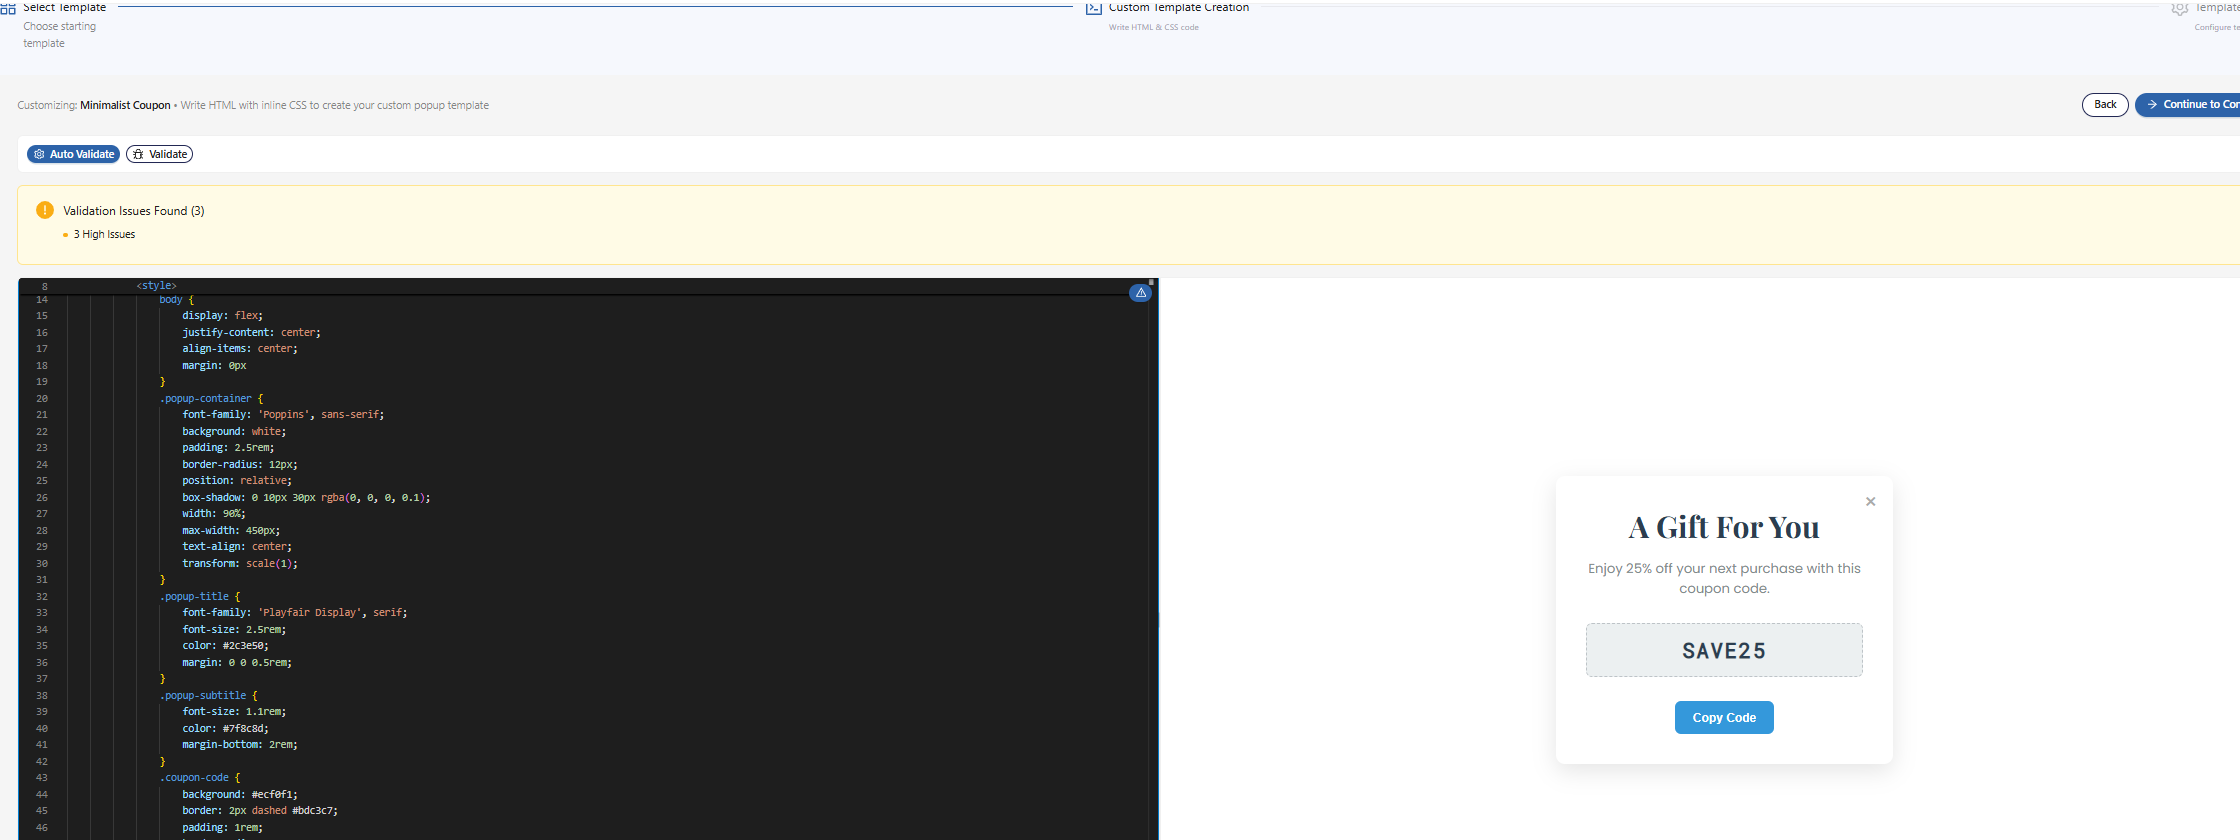 Select Template
Choose starting
template
Custom Template Creation
Write HTML & CSS code
Template
Configure te
Customizing: Minimalist Coupon • Write HTML with inline CSS to create your custom popup template
Back
Continue to Con
Auto Validate
Validate
Validation Issues Found (3)
3 High Issues
8 <style>
14 body {
15 display: flex;
16 justify-content: center;
17 align-items: center;
18 margin: 0px
19 }
20 .popup-container {
21 font-family: 'Poppins', sans-serif;
22 background: white;
23 padding: 2.5rem;
24 border-radius: 12px;
25 position: relative;
26 box-shadow: 0 10px 30px rgba(0, 0, 0, 0.1);
27 width: 90%;
28 max-width: 450px;
29 text-align: center;
30 transform: scale(1);
31 }
32 .popup-title {
33 font-family: 'Playfair Display', serif;
34 font-size: 2.5rem;
35 color: #2c3e50;
36 margin: 0 0 0.5rem;
37 }
38 .popup-subtitle {
39 font-size: 1.1rem;
40 color: #7f8c8d;
41 margin-bottom: 2rem;
42 }
43 .coupon-code {
44 background: #ecf0f1;
45 border: 2px dashed #bdc3c7;
46 padding: 1rem;
×
A Gift For You
Enjoy 25% off your next purchase with this
coupon code.
SAVE25
Copy Code